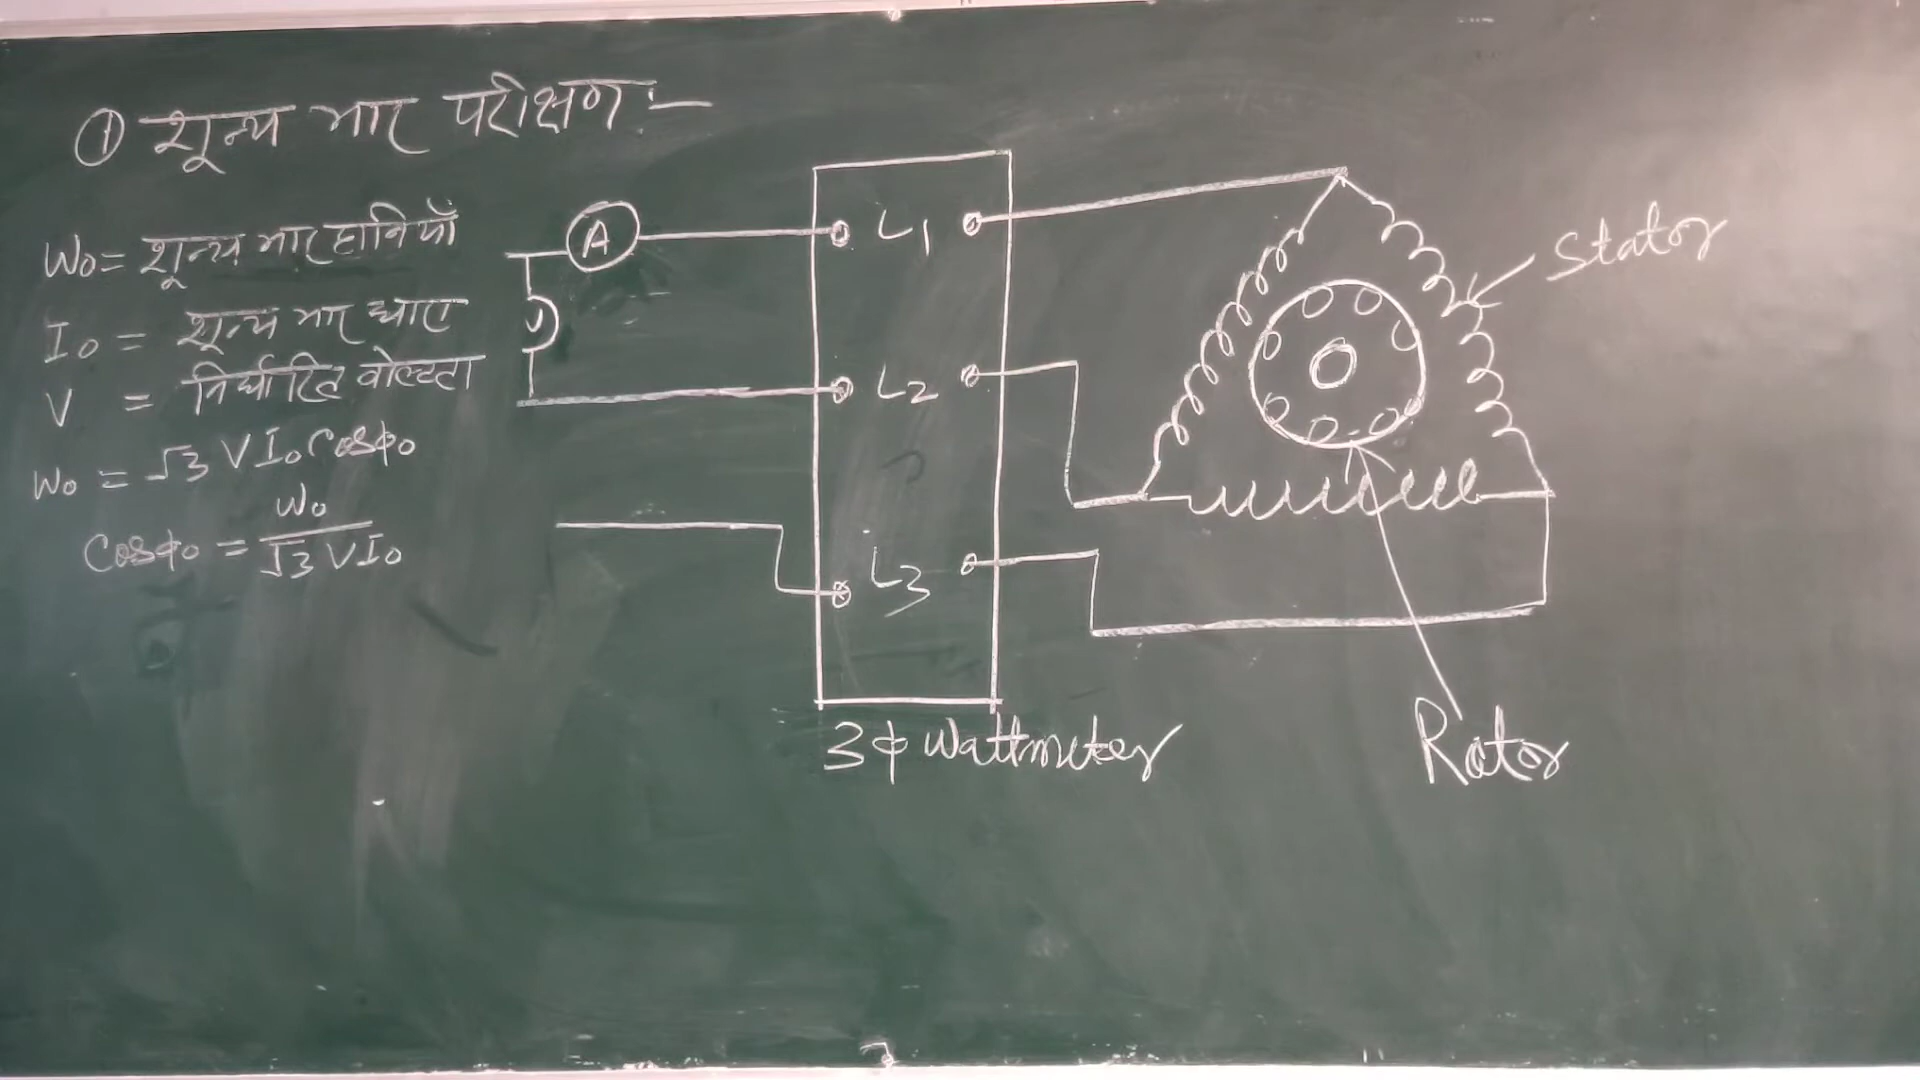 ① शून्य भार परीक्षण :-
W₀ = शून्य भार हानियाँ
I₀ = शून्य भार धारा
V = निर्धारित वोल्टता
W₀ = √3 V I₀ Cosϕ₀
Cosϕ₀ = W₀ / √3 V I₀
A
V
L₁
L₂
L₃
3ϕ Wattmeter
Stator
Rotor